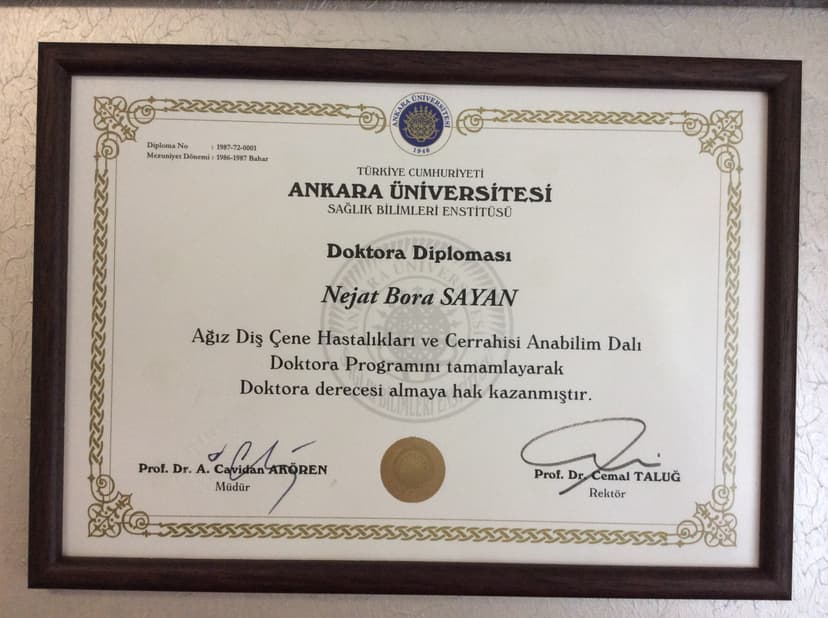 ANKARA ÜNİVERSİTESİ
1946
Diploma No : 1987-72-0001
Mezuniyet Dönemi : 1986-1987 Bahar
TÜRKİYE CUMHURİYETİ
ANKARA ÜNİVERSİTESİ
SAĞLIK BİLİMLERİ ENSTİTÜSÜ
Doktora Diploması
Nejat Bora SAYAN
Ağız Diş Çene Hastalıkları ve Cerrahisi Anabilim Dalı
Doktora Programını tamamlayarak
Doktora derecesi almaya hak kazanmıştır.
Prof. Dr. A. Cavidan AKÖREN
Müdür
Prof. Dr. Cemal TALUĞ
Rektör